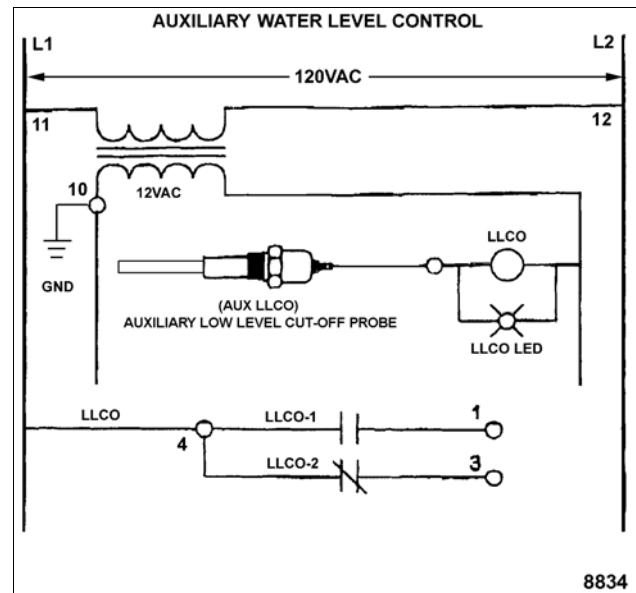 AUXILIARY WATER LEVEL CONTROL
L1
L2
120VAC
11
12
10
12VAC
GND
LLCO
(AUX LLCO)
AUXILIARY LOW LEVEL CUT-OFF PROBE
LLCO LED
LLCO
LLCO-1
1
4
LLCO-2
3
8834